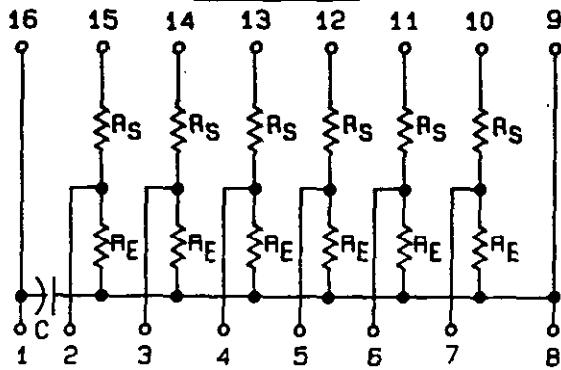 16 15 14 13 12 11 10 9
RS RS RS RS RS RS
RE RE RE RE RE RE
C
1 2 3 4 5 6 7 8